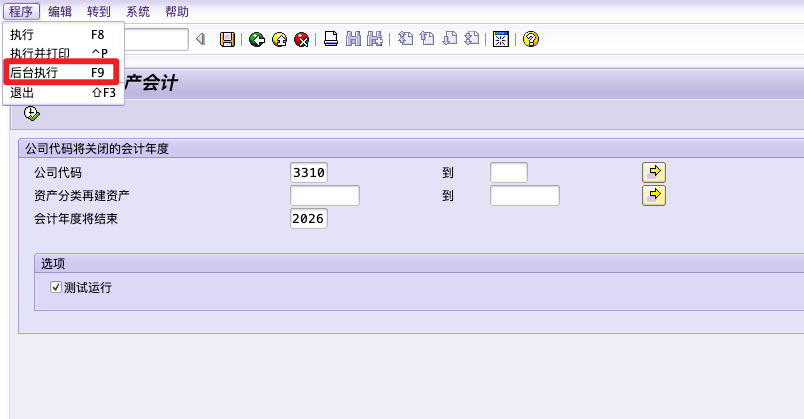 程序 编辑 转到 系统 帮助
执行 F8
执行并打印 ^P
后台执行 F9
退出 ⇧F3
产会计
公司代码将关闭的会计年度
公司代码 3310 到
资产分类再建资产 到
会计年度将结束 2026
选项
测试运行